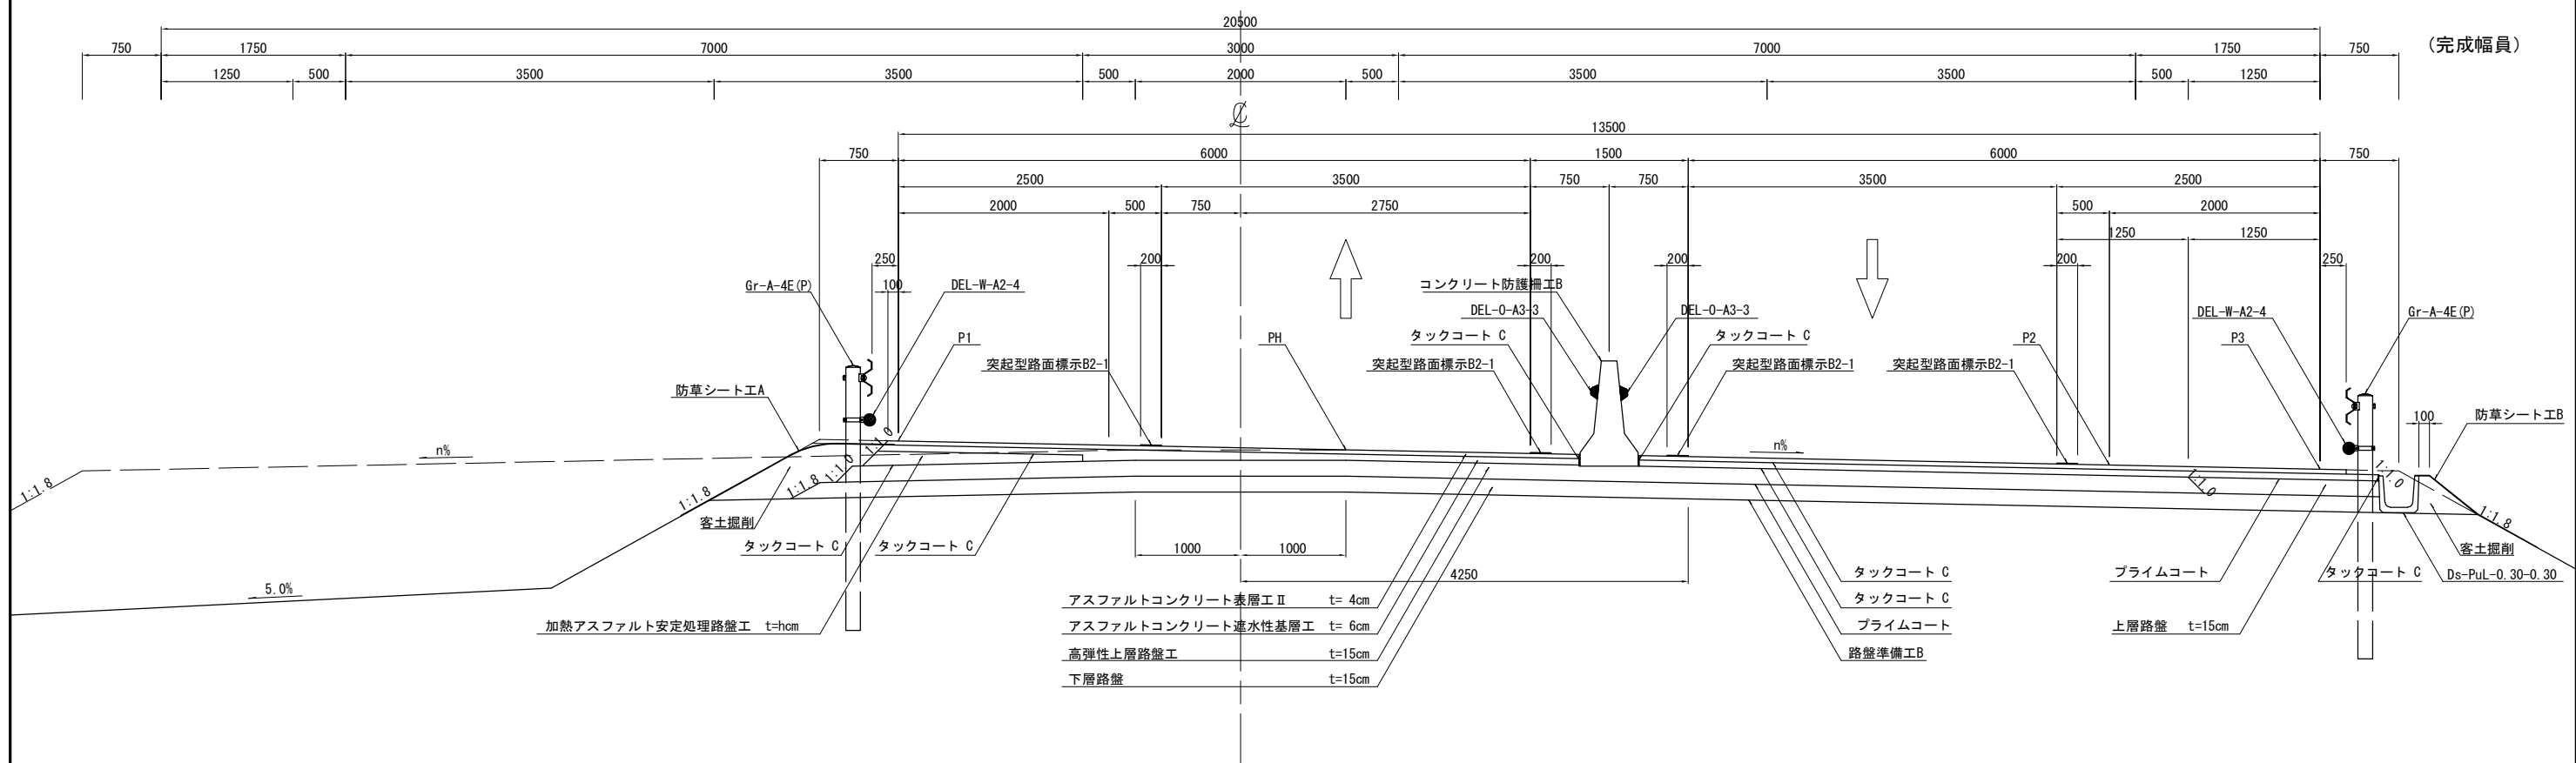 20500
750 1750 7000 3000 7000 1750 750 (完成幅員)
1250 500 3500 3500 500 2000 500 3500 3500 500 1250
℄
13500
750 6000 1500 6000 750
2500 3500 750 750 3500 2500
2000 500 750 2750 500 2000
1250 1250
250 200 200 200 200 250
Gr-A-4E(P) 100 DEL-W-A2-4 コンクリート防護柵工B
DEL-O-A3-3 DEL-O-A3-3 DEL-W-A2-4 Gr-A-4E(P)
P1 PH タックコート C タックコート C P2 P3
突起型路面標示B2-1 突起型路面標示B2-1 突起型路面標示B2-1 突起型路面標示B2-1
防草シート工A 100 防草シート工B
n% 1:1.0 n%
1:1.0 1:1.0
1:1.8 1:1.8 1:1.8 1:1.0 1:1.8
客土掘削
タックコート C タックコート C 1000 1000 客土掘削
4250 タックコート C プライムコート タックコート C Ds-PuL-0.30-0.30
5.0%
アスファルトコンクリート表層工Ⅱ t= 4cm タックコート C
加熱アスファルト安定処理路盤工 t=hcm アスファルトコンクリート遮水性基層工 t= 6cm プライムコート 上層路盤 t=15cm
高弾性上層路盤工 t=15cm 路盤準備工B
下層路盤 t=15cm